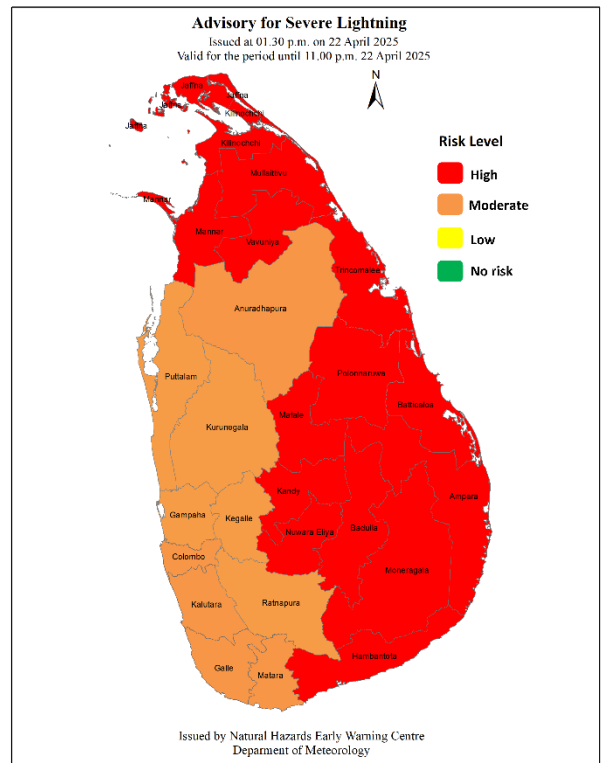 Advisory for Severe Lightning
Issued at 01.30 p.m. on 22 April 2025
Valid for the period until 11.00 p.m. 22 April 2025
N
Jaffna
Jaffna
Jaffna
Kilinochchi
Jaffna
Kilinochchi
Risk Level
High
Moderate
Low
No risk
Mullaitivu
Mannar
Mannar
Vavuniya
Trincomalee
Anuradhapura
Puttalam
Polonnaruwa
Batticaloa
Matale
Kurunegala
Kandy
Ampara
Gampaha
Kegalle
Nuwara Eliya
Badulla
Colombo
Moneragala
Kalutara
Ratnapura
Hambantota
Galle
Matara
Issued by Natural Hazards Early Warning Centre
Deparment of Meteorology